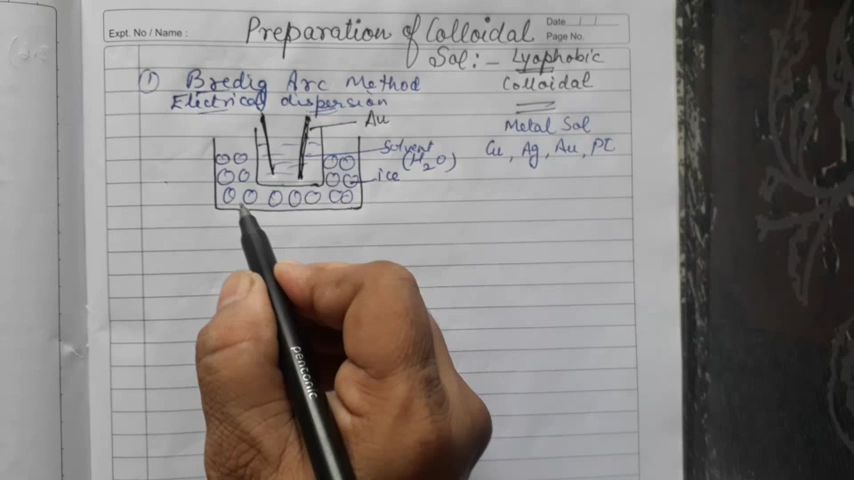 Expt. No / Name :
Date / /
Page No.
Preparation of Colloidal
Sol:- Lyophobic
Colloidal
① Bredig Arc Method
Electrical dispersion
Au
Metal Sol
Cu, Ag, Au, Pt
Solvent
(H2O)
ice
pentonic